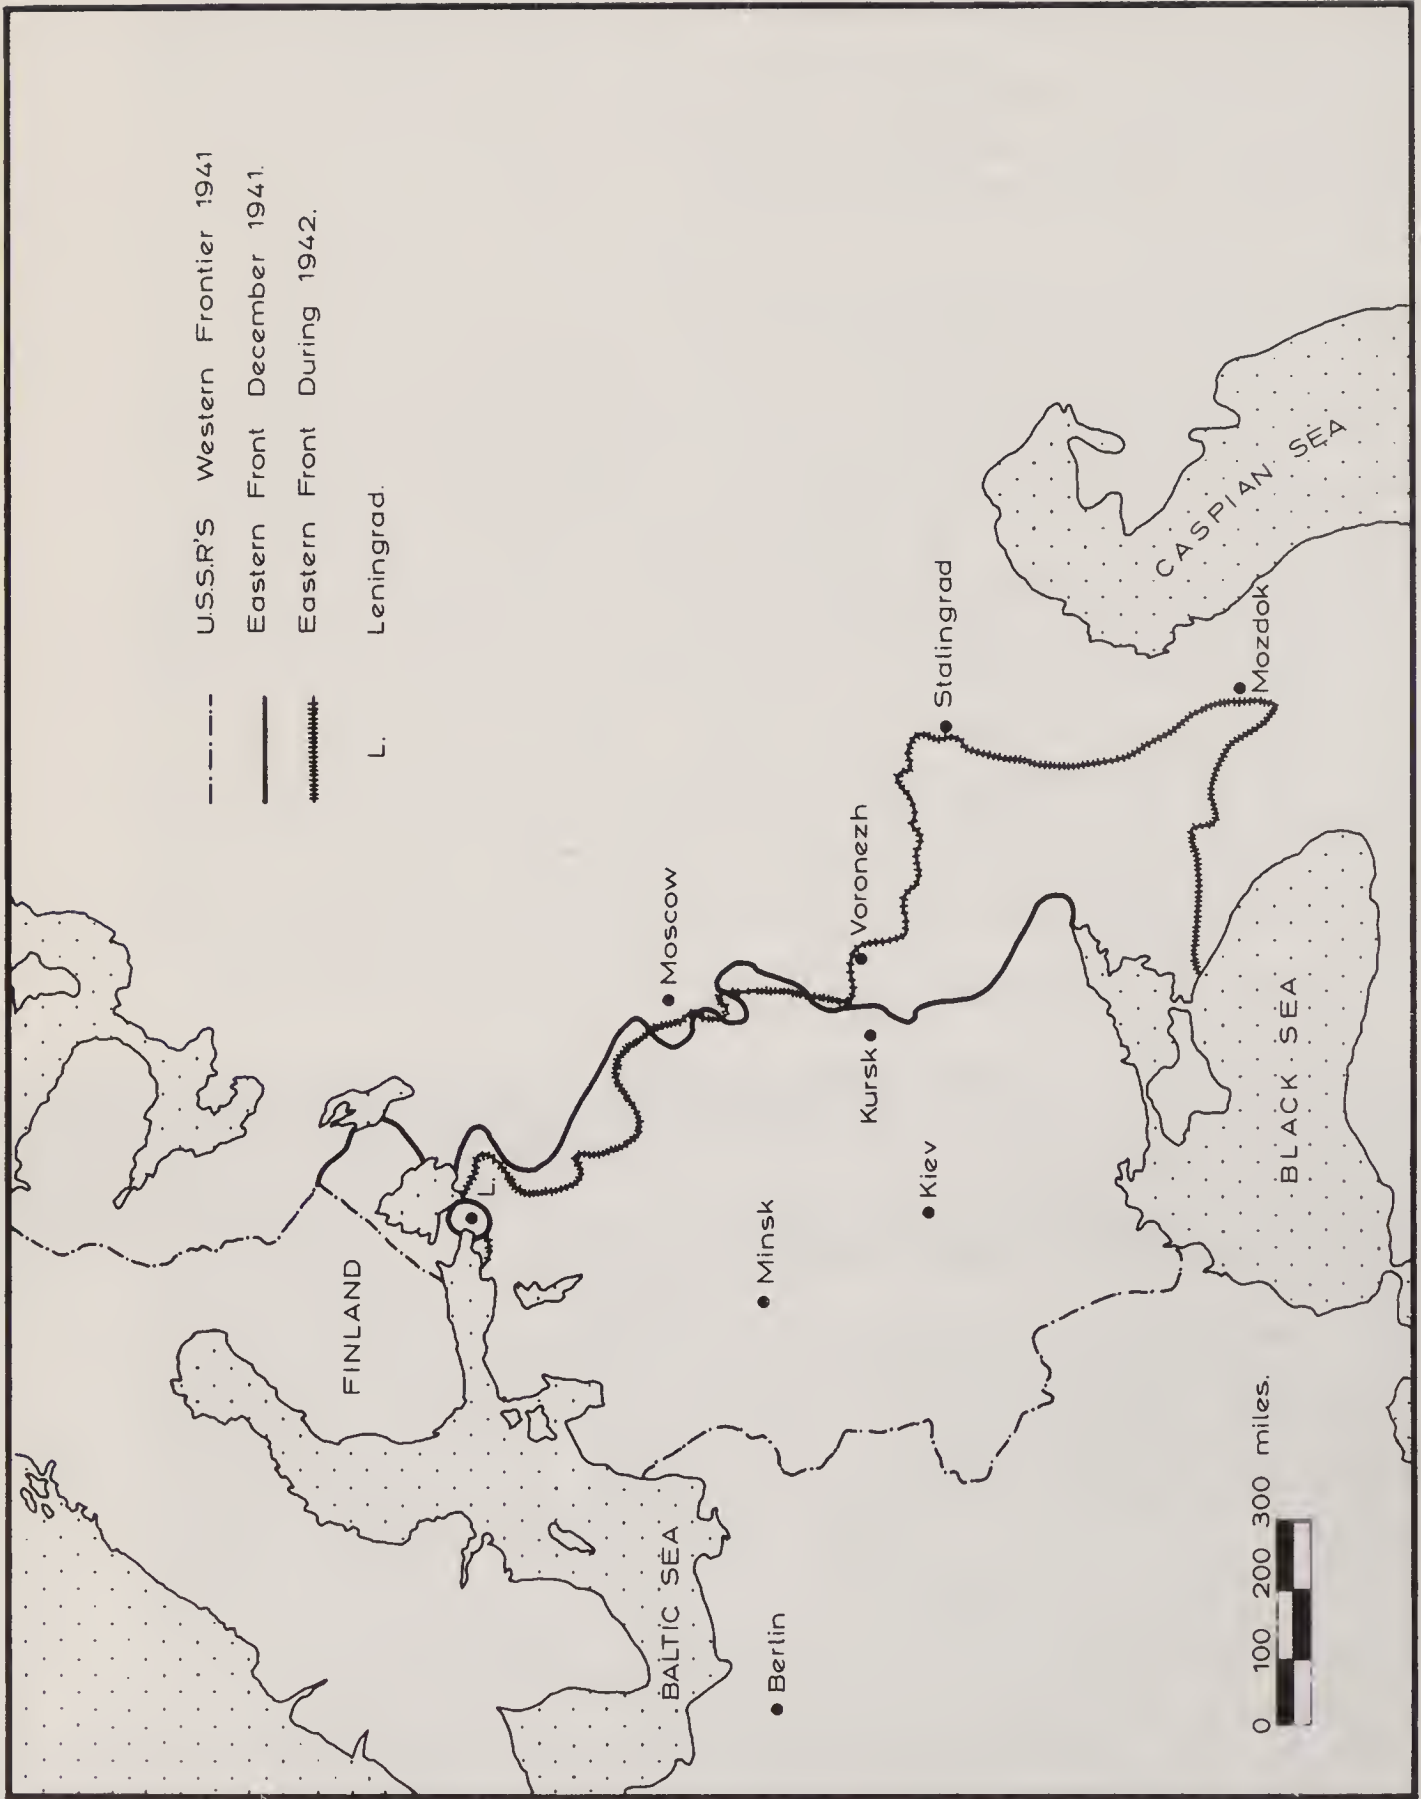 U.S.S.R'S Western Frontier 1941
Eastern Front December 1941.
Eastern Front During 1942.
L. Leningrad.
FINLAND
L.
Moscow
BALTIC SEA
Berlin
Minsk
Kiev
Kursk
Voronezh
Stalingrad
Mozdok
CASPIAN SEA
BLACK SEA
0 100 200 300 miles.